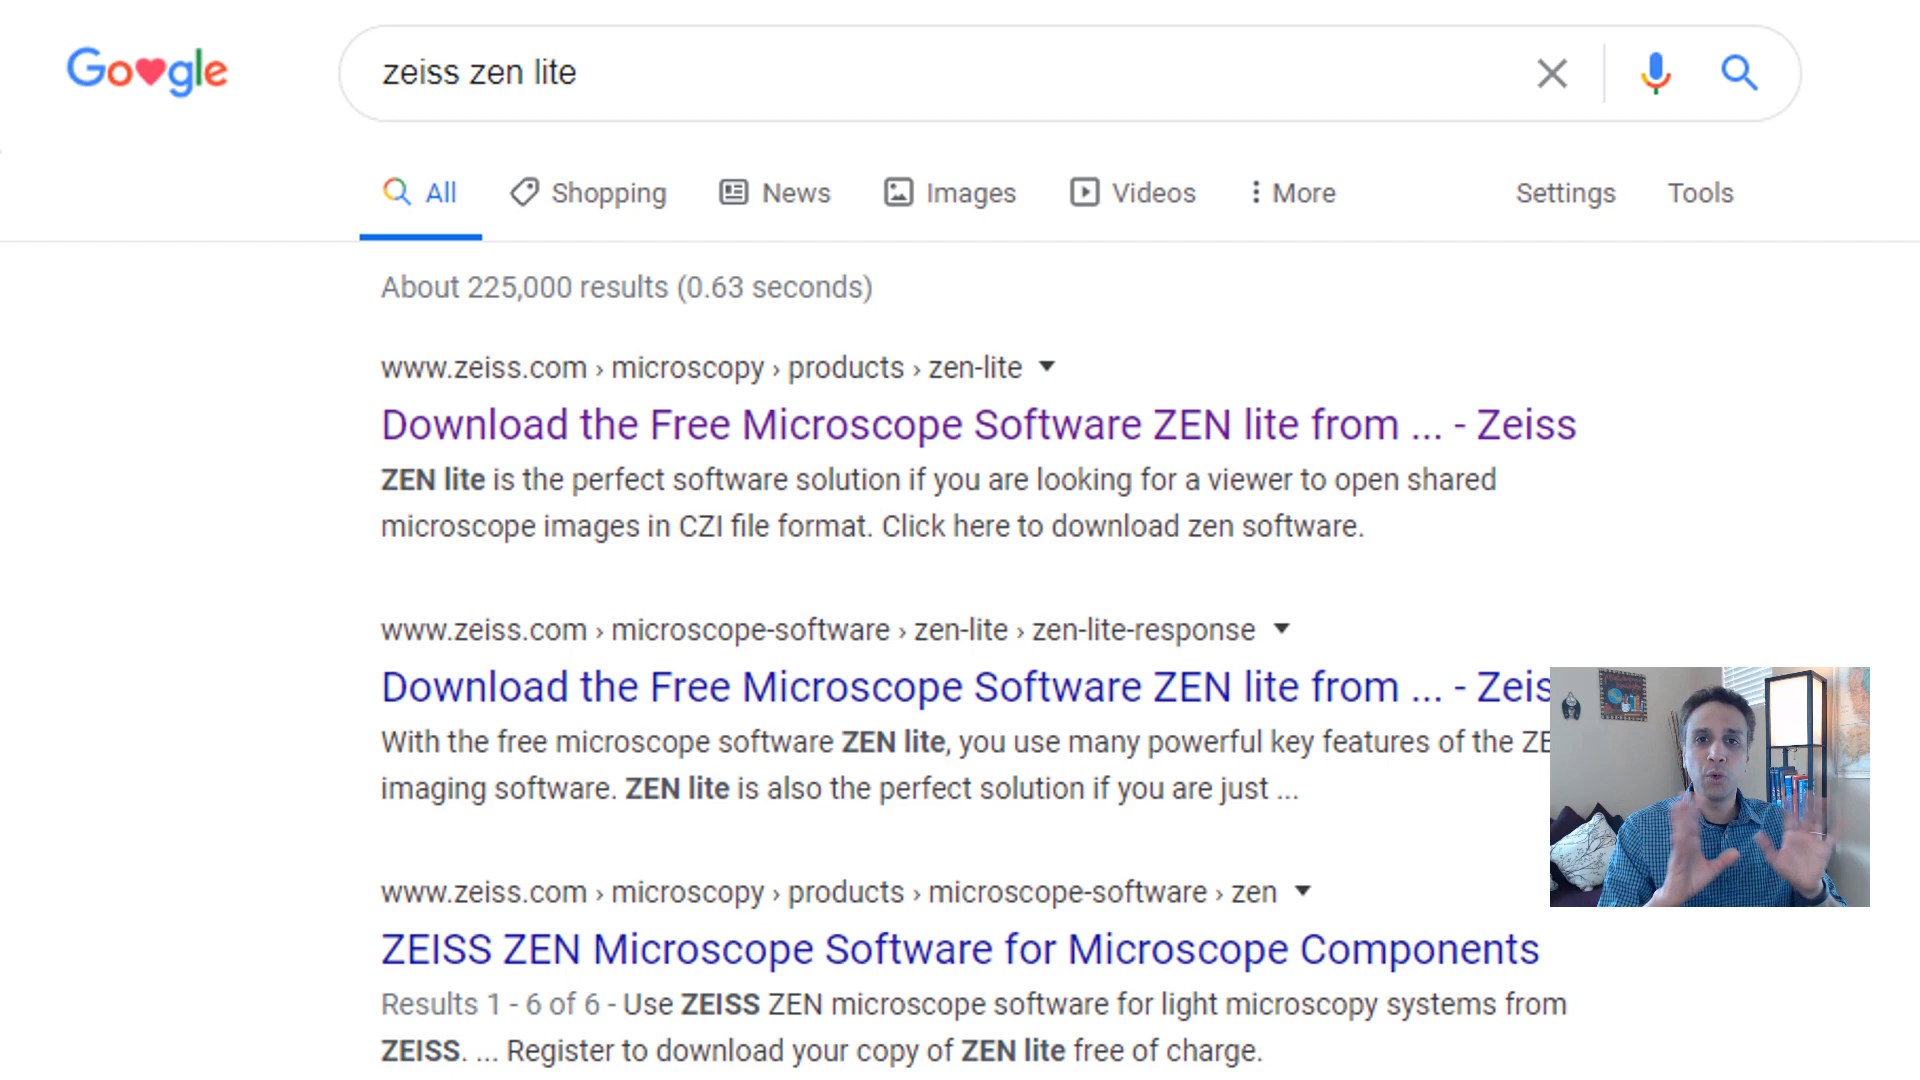 Go♥gle
zeiss zen lite
All Shopping News Images Videos More Settings Tools
About 225,000 results (0.63 seconds)
www.zeiss.com › microscopy › products › zen-lite
Download the Free Microscope Software ZEN lite from ... - Zeiss
ZEN lite is the perfect software solution if you are looking for a viewer to open shared
microscope images in CZI file format. Click here to download zen software.
www.zeiss.com › microscope-software › zen-lite › zen-lite-response
Download the Free Microscope Software ZEN lite from ... - Zeis
With the free microscope software ZEN lite, you use many powerful key features of the ZE
imaging software. ZEN lite is also the perfect solution if you are just ...
www.zeiss.com › microscopy › products › microscope-software › zen
ZEISS ZEN Microscope Software for Microscope Components
Results 1 - 6 of 6 - Use ZEISS ZEN microscope software for light microscopy systems from
ZEISS. ... Register to download your copy of ZEN lite free of charge.